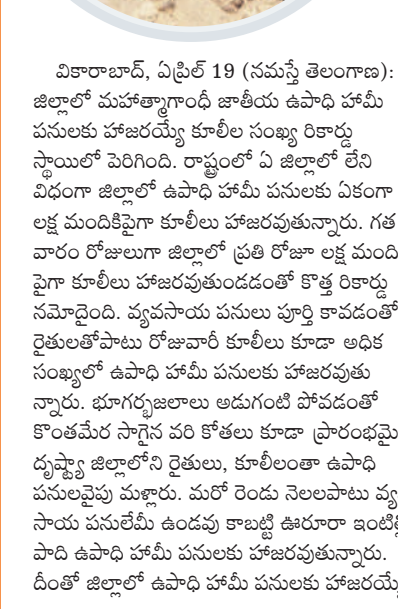 వికారాబాద్, ఏప్రిల్ 19 (నమస్తే తెలంగాణ):
జిల్లాలో మహాత్మాగాంధీ జాతీయ ఉపాధి హామీ
పనులకు హాజరయ్యే కూలీల సంఖ్య రికార్డు
స్థాయిలో పెరిగింది. రాష్ట్రంలో ఏ జిల్లాలో లేని
విధంగా జిల్లాలో ఉపాధి హామీ పనులకు ఏకంగా
లక్ష మందికిపైగా కూలీలు హాజరవుతున్నారు. గత
వారం రోజులుగా జిల్లాలో ప్రతి రోజూ లక్ష మంది
పైగా కూలీలు హాజరవుతుండడంతో కొత్త రికార్డు
నమోదైంది. వ్యవసాయ పనులు పూర్తి కావడంతో
రైతులతోపాటు రోజువారీ కూలీలు కూడా అధిక
సంఖ్యలో ఉపాధి హామీ పనులకు హాజరవుతు
న్నారు. భూగర్భజలాలు అడుగంటి పోవడంతో
కొంతమేర సాగైన వరి కోతలు కూడా ప్రారంభమై
దృష్ట్యా జిల్లాలోని రైతులు, కూలీలంతా ఉపాధి
పనులవైపు మళ్లారు. మరో రెండు నెలలపాటు వ్య
సాయ పనులేమీ ఉండవు కాబట్టి ఊరూరా
పాది ఉపాధి హామీ పనులకు హాజరవుతున్నారు.
దీంతో జిల్లాలో ఉపాధి హామీ పనులకు హాజరయ్యే